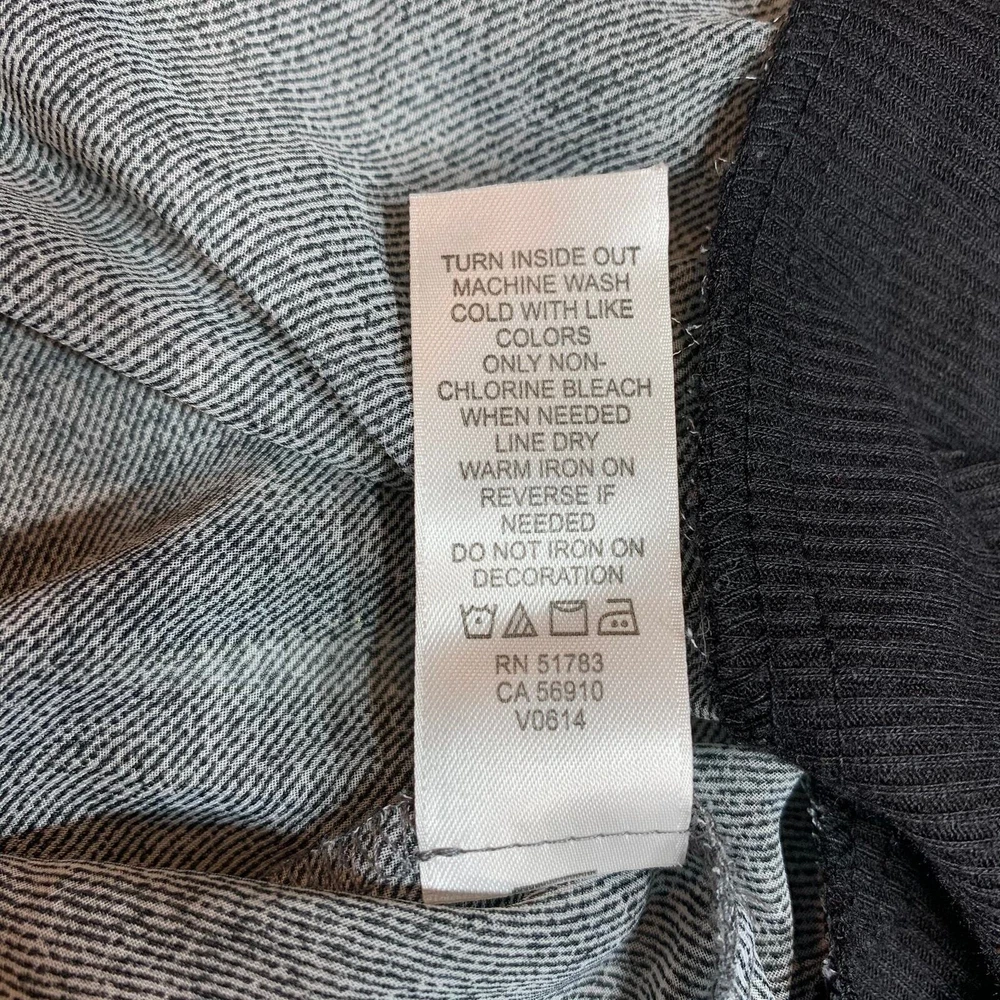 TURN INSIDE OUT
MACHINE WASH
COLD WITH LIKE
COLORS
ONLY NON-
CHLORINE BLEACH
WHEN NEEDED
LINE DRY
WARM IRON ON
REVERSE IF
NEEDED
DO NOT IRON ON
DECORATION
RN 51783
CA 56910
V0614